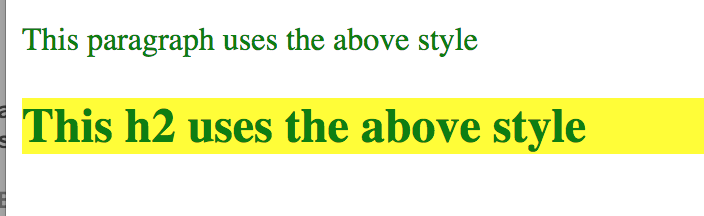 This paragraph uses the above style
This h2 uses the above style